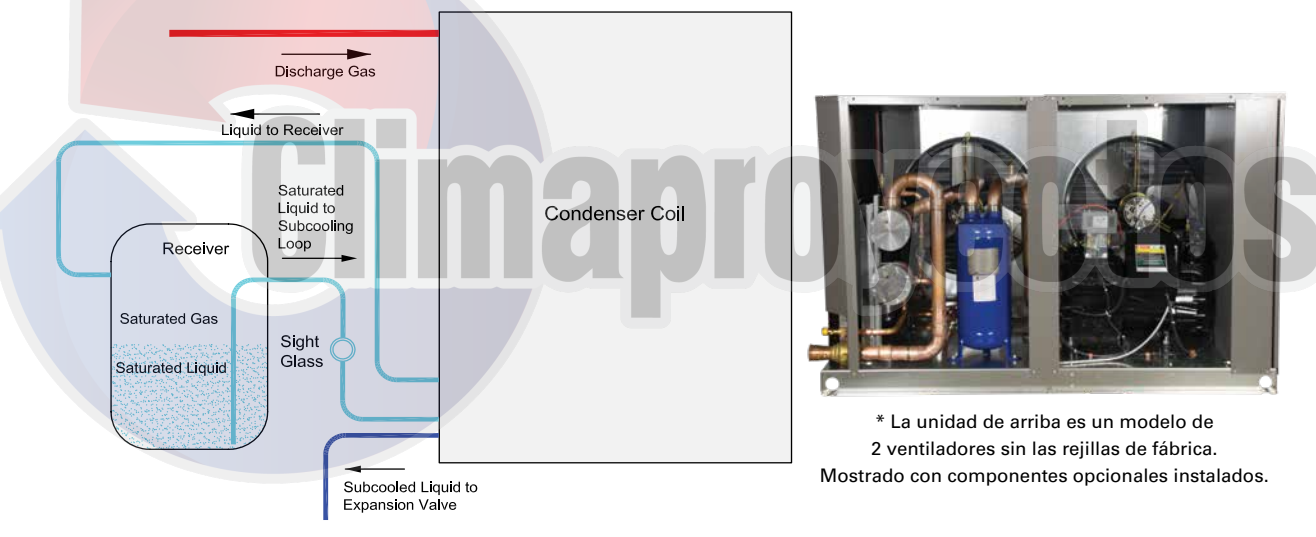 Discharge Gas
Liquid to Receiver
Saturated
Liquid to
Subcooling
Loop
Receiver
Saturated Gas
Saturated Liquid
Sight
Glass
Subcooled Liquid to
Expansion Valve
Condenser Coil
Climaproyectos
* La unidad de arriba es un modelo de
2 ventiladores sin las rejillas de fábrica.
Mostrado con componentes opcionales instalados.